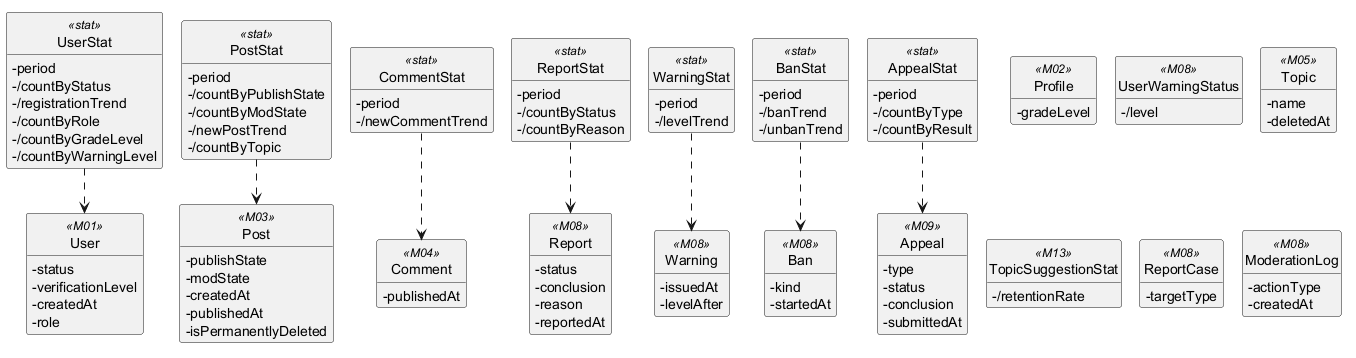 «stat»
UserStat
-period
-/countByStatus
-/registrationTrend
-/countByRole
-/countByGradeLevel
-/countByWarningLevel
«stat»
PostStat
-period
-/countByPublishState
-/countByModState
-/newPostTrend
-/countByTopic
«stat»
CommentStat
-period
-/newCommentTrend
«stat»
ReportStat
-period
-/countByStatus
-/countByReason
«stat»
WarningStat
-period
-/levelTrend
«stat»
BanStat
-period
-/banTrend
-/unbanTrend
«stat»
AppealStat
-period
-/countByType
-/countByResult
«M02»
Profile
-gradeLevel
«M08»
UserWarningStatus
-/level
«M05»
Topic
-name
-deletedAt
«M01»
User
-status
-verificationLevel
-createdAt
-role
«M03»
Post
-publishState
-modState
-createdAt
-publishedAt
-isPermanentlyDeleted
«M04»
Comment
-publishedAt
«M08»
Report
-status
-conclusion
-reason
-reportedAt
«M08»
Warning
-issuedAt
-levelAfter
«M08»
Ban
-kind
-startedAt
«M09»
Appeal
-type
-status
-conclusion
-submittedAt
«M13»
TopicSuggestionStat
-/retentionRate
«M08»
ReportCase
-targetType
«M08»
ModerationLog
-actionType
-createdAt